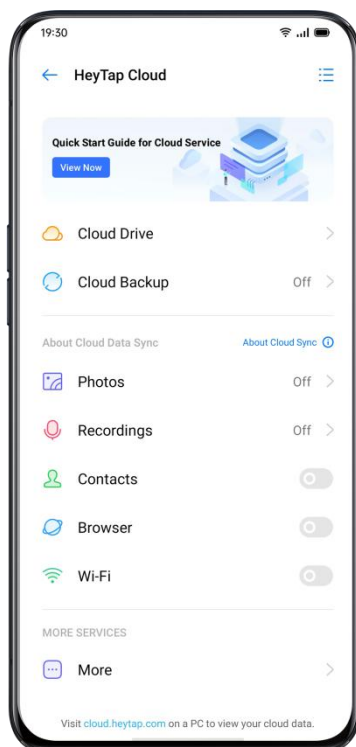 19:30
HeyTap Cloud
Quick Start Guide for Cloud Service
View Now
Cloud Drive
Cloud Backup Off
About Cloud Data Sync About Cloud Sync
Photos Off
Recordings Off
Contacts
Browser
Wi-Fi
MORE SERVICES
More
Visit cloud.heytap.com on a PC to view your cloud data.